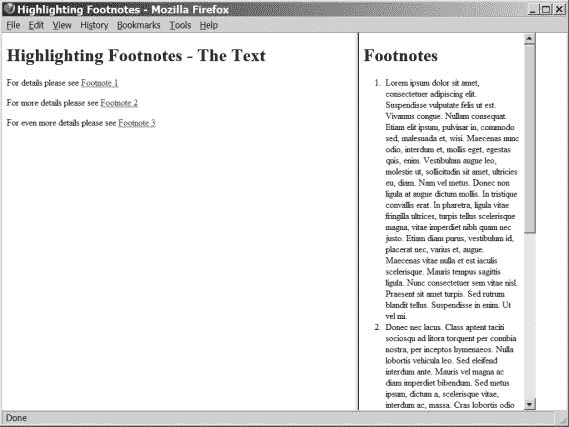 Highlighting Footnotes - Mozilla Firefox
File Edit View History Bookmarks Tools Help
Highlighting Footnotes - The Text
For details please see Footnote 1
For more details please see Footnote 2
For even more details please see Footnote 3
Footnotes
1. Lorem ipsum dolor sit amet,
consectetuer adipiscing elit.
Suspendisse vulputate felis ut est.
Vivamus congue. Nullam consequat.
Etiam elit ipsum, pulvinar in, commodo
sed, malesuada et, wisi. Maecenas nunc
odio, interdum et, mollis eget, egestas
quis, enim. Vestibulum augue leo,
molestie ut, sollicitudin sit amet, ultricies
eu, diam. Nam vel metus. Donec non
ligula at augue dictum mollis. In tristique
convallis erat. In pharetra, ligula vitae
fringilla ultrices, turpis tellus scelerisque
magna, vitae imperdiet nibh quam nec
justo. Etiam diam purus, vestibulum id,
placerat nec, varius et, augue.
Maecenas vitae nulla et est iaculis
scelerisque. Mauris tempus sagittis
ligula. Nunc consectetuer sem vitae nisl.
Praesent sit amet turpis. Sed rutrum
blandit tellus. Suspendisse in enim. Ut
vel mi.
2. Donec nec lacus. Class aptent taciti
sociosqu ad litora torquent per conubia
nostra, per inceptos hymenaeos. Nulla
lobortis vehicula leo. Sed eleifend
interdum ante. Mauris vel magna ac
diam imperdiet bibendum. Sed metus
ipsum, dictum a, scelerisque vitae,
interdum ac, massa. Cras lobortis odio
Done